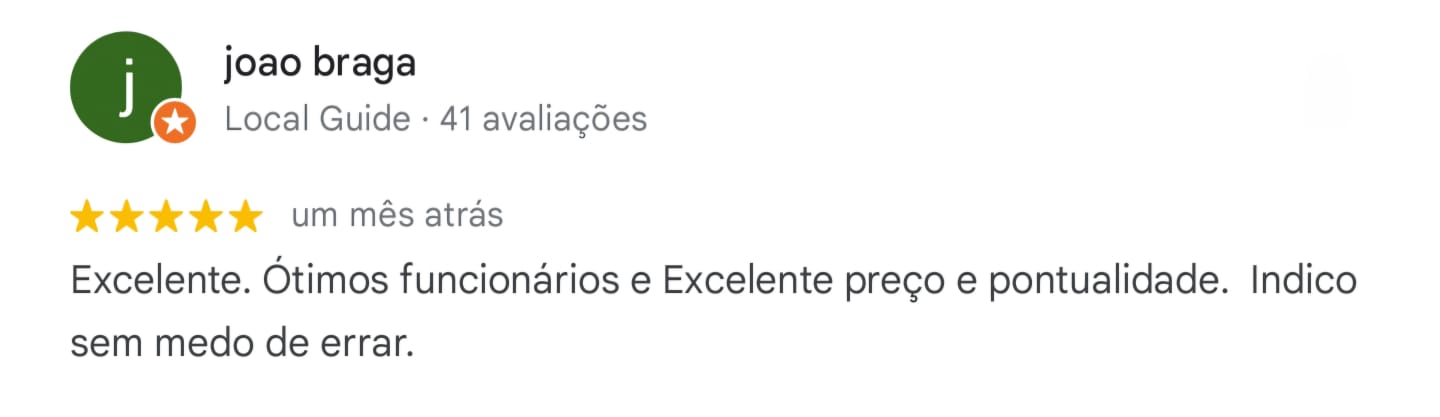 j
joao braga
Local Guide · 41 avaliações
um mês atrás
Excelente. Ótimos funcionários e Excelente preço e pontualidade.  Indico
sem medo de errar.